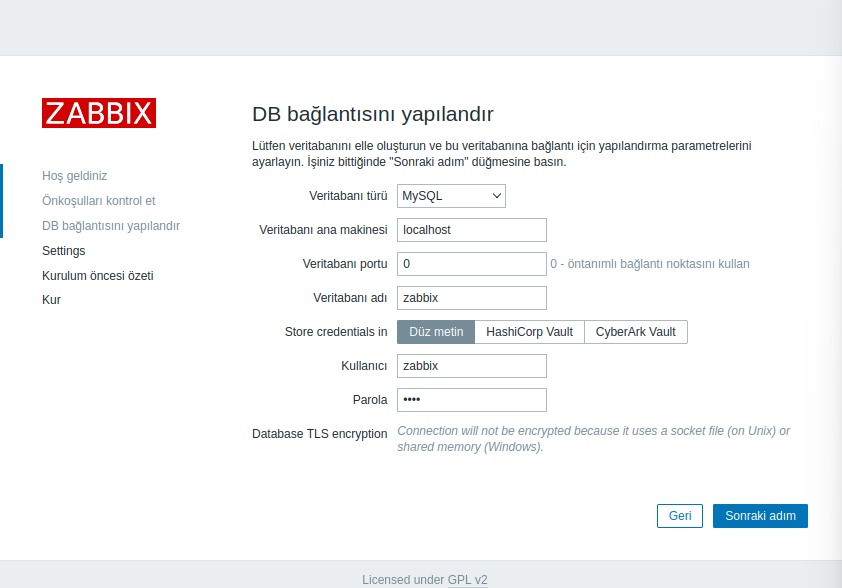 ZABBIX
Hoş geldiniz
Önkoşulları kontrol et
DB bağlantısını yapılandır
Settings
Kurulum öncesi özeti
Kur
DB bağlantısını yapılandır
Lütfen veritabanını elle oluşturun ve bu veritabanına bağlantı için yapılandırma parametrelerini
ayarlayın. İşiniz bittiğinde "Sonraki adım" düğmesine basın.
Veritabanı türü MySQL
Veritabanı ana makinesi localhost
Veritabanı portu 0 0 - öntanımlı bağlantı noktasını kullan
Veritabanı adı zabbix
Store credentials in Düz metin HashiCorp Vault CyberArk Vault
Kullanıcı zabbix
Parola ••••
Database TLS encryption Connection will not be encrypted because it uses a socket file (on Unix) or
shared memory (Windows).
Geri Sonraki adım
Licensed under GPL v2